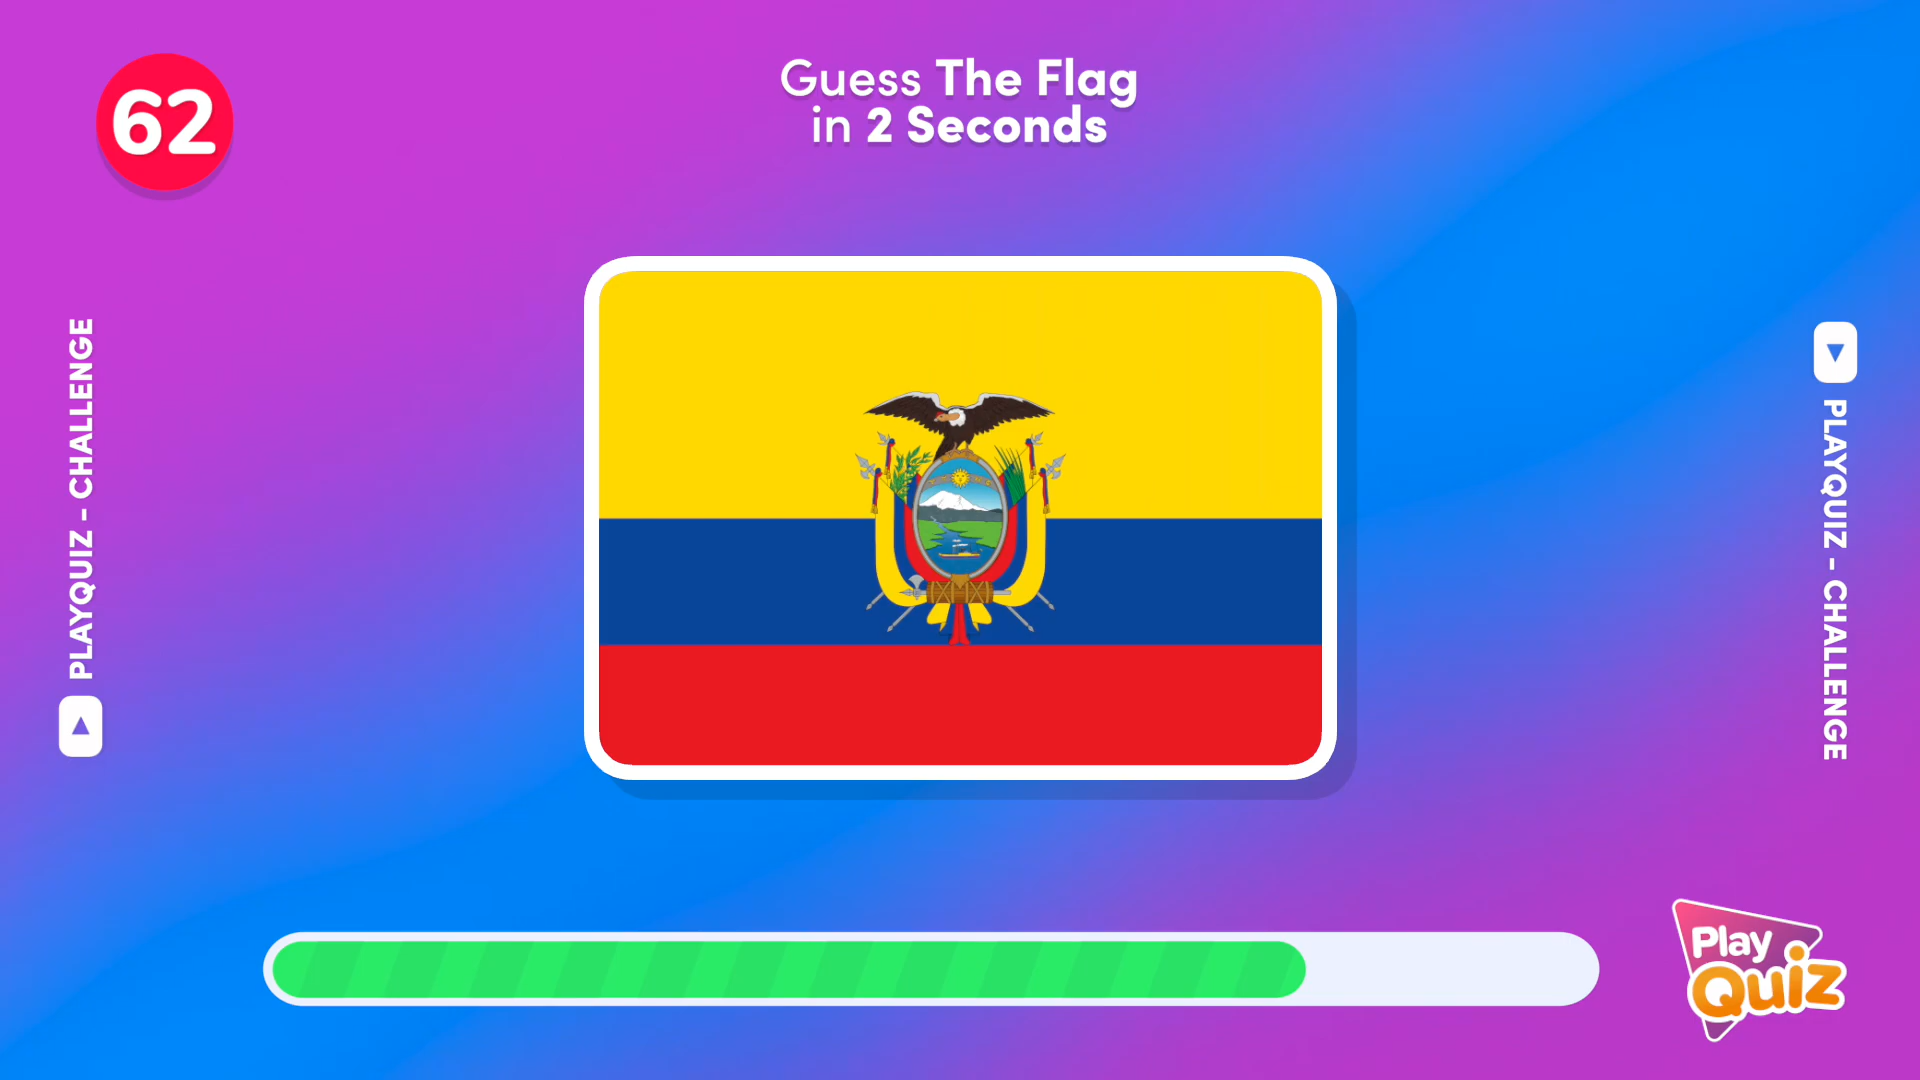 62
Guess The Flag
in 2 Seconds
PLAYQUIZ - CHALLENGE
PLAYQUIZ - CHALLENGE
Play
Quiz